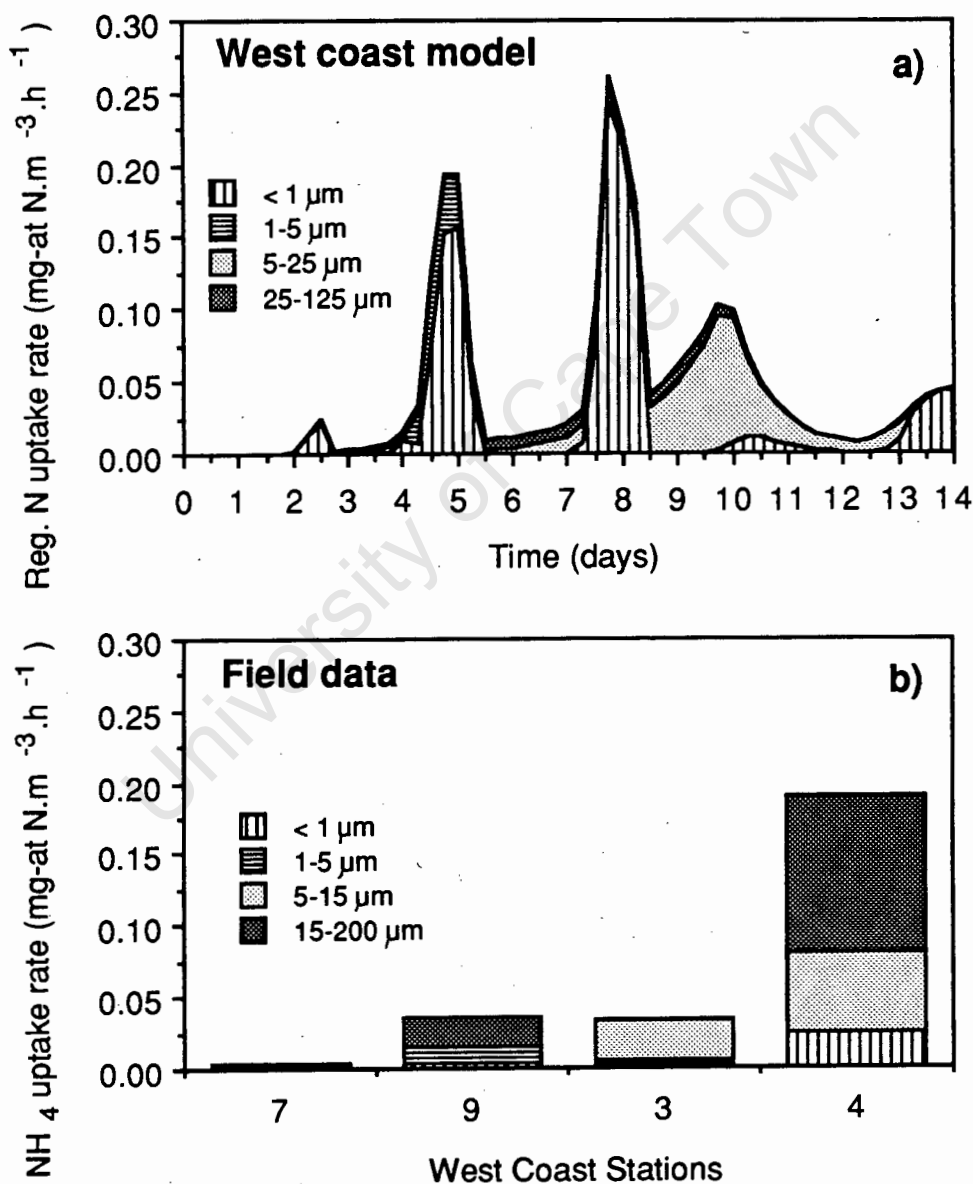 West coast model
a)
Reg. N uptake rate (mg-at N.m -3.h -1 )
0.30
0.25
0.20
0.15
0.10
0.05
0.00
< 1 µm
1-5 µm
5-25 µm
25-125 µm
0 1 2 3 4 5 6 7 8 9 10 11 12 13 14
Time (days)
University of Cape Town
Field data
b)
NH 4 uptake rate (mg-at N.m -3.h -1 )
0.30
0.25
0.20
0.15
0.10
0.05
0.00
< 1 µm
1-5 µm
5-15 µm
15-200 µm
7 9 3 4
West Coast Stations